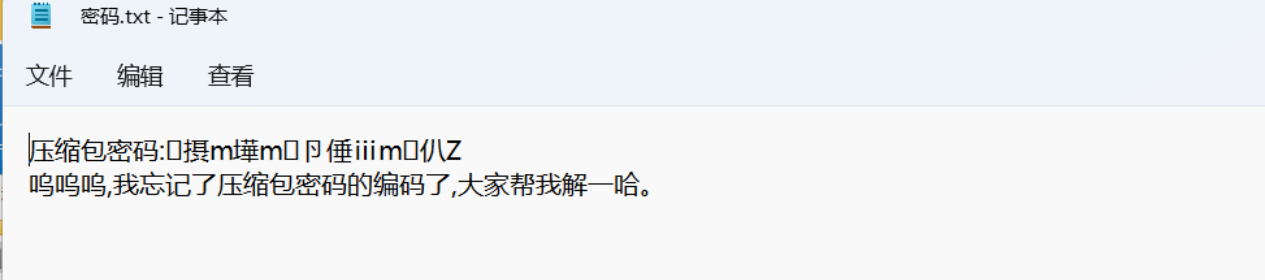 密码.txt - 记事本
文件 编辑 查看
压缩包密码:□摄m墷m□卪倕iiim□仈Z
呜呜呜,我忘记了压缩包密码的编码了,大家帮我解一哈。